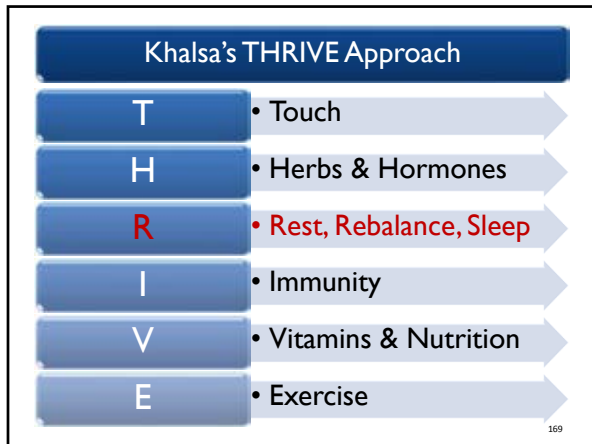 Khalsa's THRIVE Approach
T
• Touch
H
• Herbs & Hormones
R
• Rest, Rebalance, Sleep
I
• Immunity
V
• Vitamins & Nutrition
E
• Exercise
169